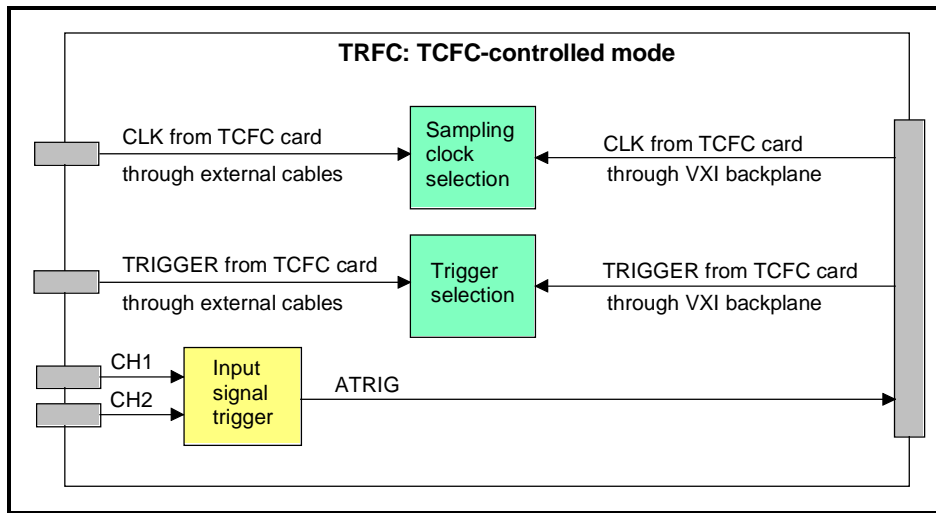 TRFC: TCFC-controlled mode
CLK from TCFC card
through external cables
Sampling
clock
selection
CLK from TCFC card
through VXI backplane
TRIGGER from TCFC card
through external cables
Trigger
selection
TRIGGER from TCFC card
through VXI backplane
CH1
CH2
Input
signal
trigger
ATRIG